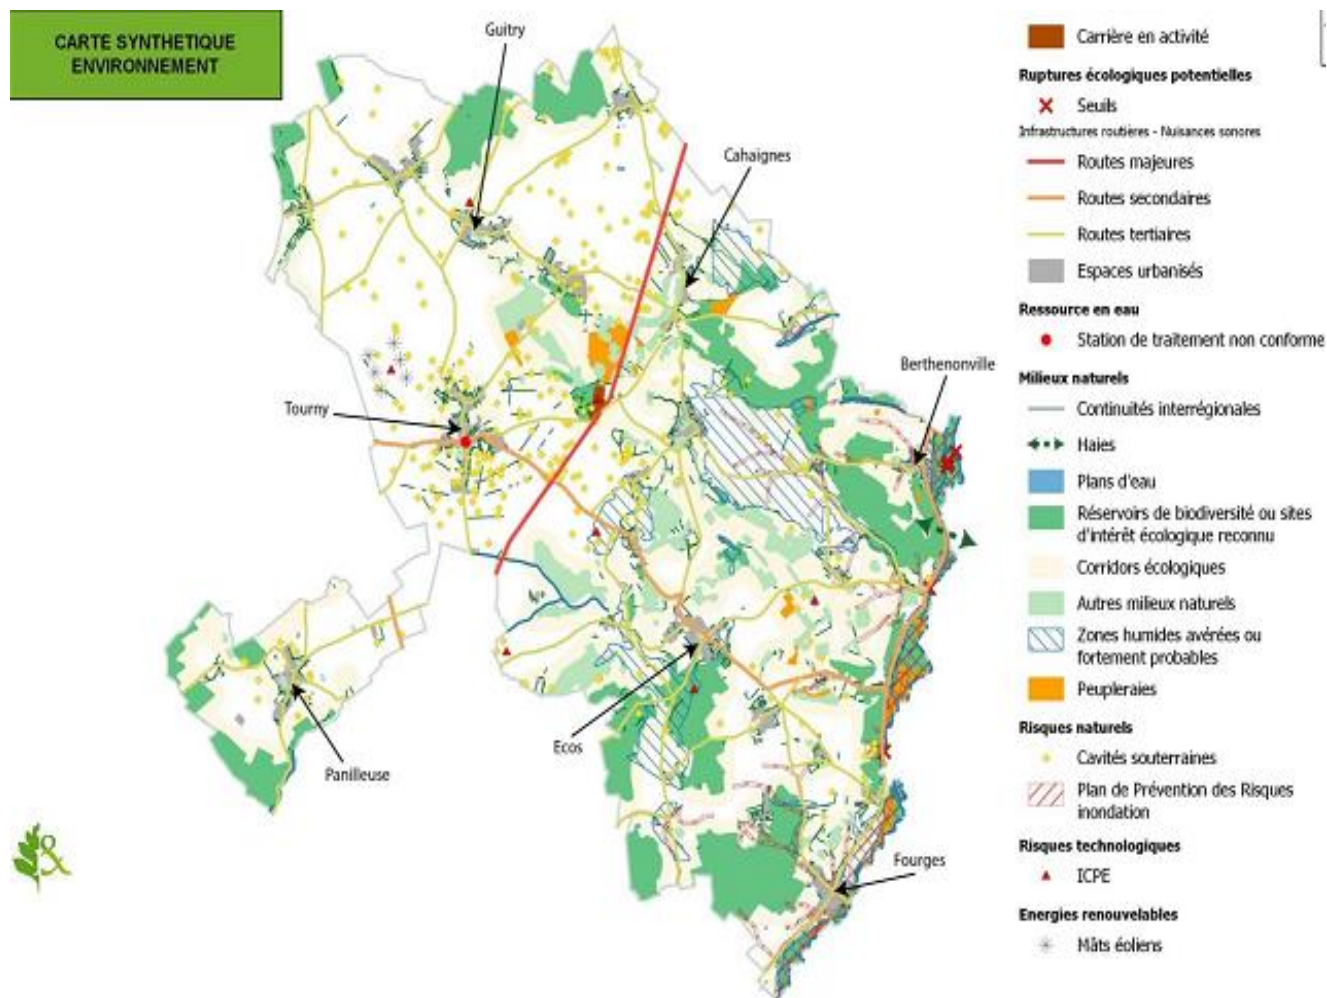 CARTE SYNTHETIQUE
ENVIRONNEMENT
Guitry
Cahaignes
Berthenonville
Tourny
Ecos
Panilleuse
Fourges
&
Carrière en activité
Ruptures écologiques potentielles
Seuils
Infrastructures routières - Nuisances sonores
Routes majeures
Routes secondaires
Routes tertiaires
Espaces urbanisés
Ressource en eau
Station de traitement non conforme
Milieux naturels
Continuités interrégionales
Haies
Plans d'eau
Réservoirs de biodiversité ou sites
d'intérêt écologique reconnu
Corridors écologiques
Autres milieux naturels
Zones humides avérées ou
fortement probables
Peupleraies
Risques naturels
Cavités souterraines
Plan de Prévention des Risques
inondation
Risques technologiques
ICPE
Energies renouvelables
Mâts éoliens